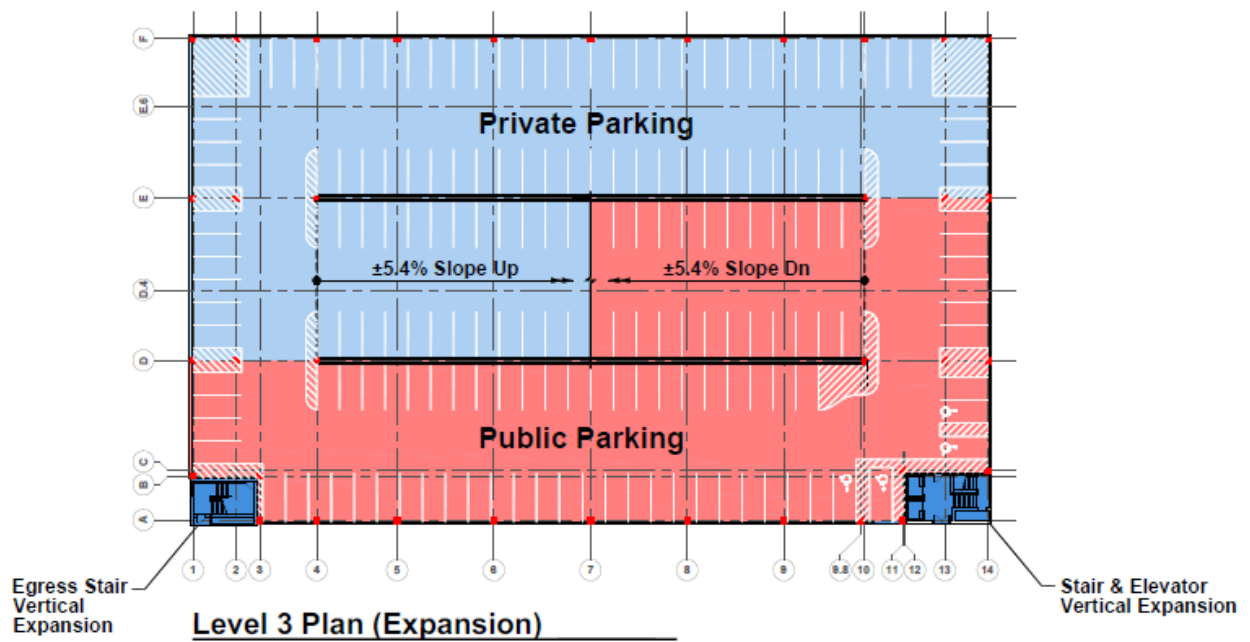 F
E.6
Private Parking
E
±5.4% Slope Up
±5.4% Slope Dn
D.4
D
Public Parking
C
B
A
1 2 3 4 5 6 7 8 9 9.8 10 11 12 13 14
Egress Stair
Vertical
Expansion
Stair & Elevator
Vertical Expansion
Level 3 Plan (Expansion)